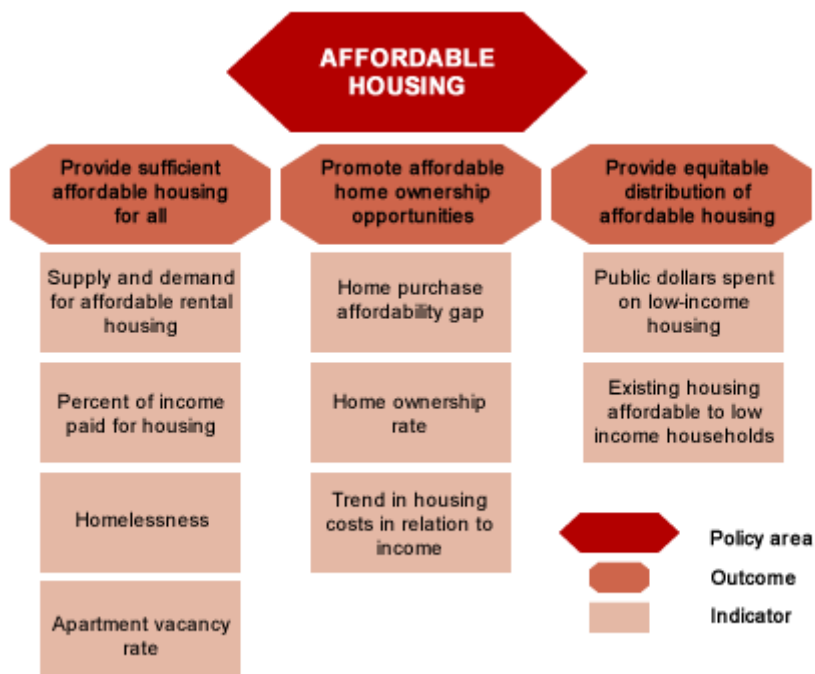 AFFORDABLE
HOUSING
Provide sufficient
affordable housing
for all
Supply and demand
for affordable rental
housing
Percent of income
paid for housing
Homelessness
Apartment vacancy
rate
Promote affordable
home ownership
opportunities
Home purchase
affordability gap
Home ownership
rate
Trend in housing
costs in relation to
income
Provide equitable
distribution of
affordable housing
Public dollars spent
on low-income
housing
Existing housing
affordable to low
income households
Policy area
Outcome
Indicator